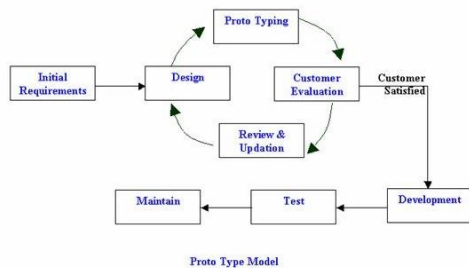 Proto Typing
Initial
Requirements
Design
Customer
Evaluation
Customer
Satisfied
Review &
Updation
Maintain
Test
Development
Proto Type Model